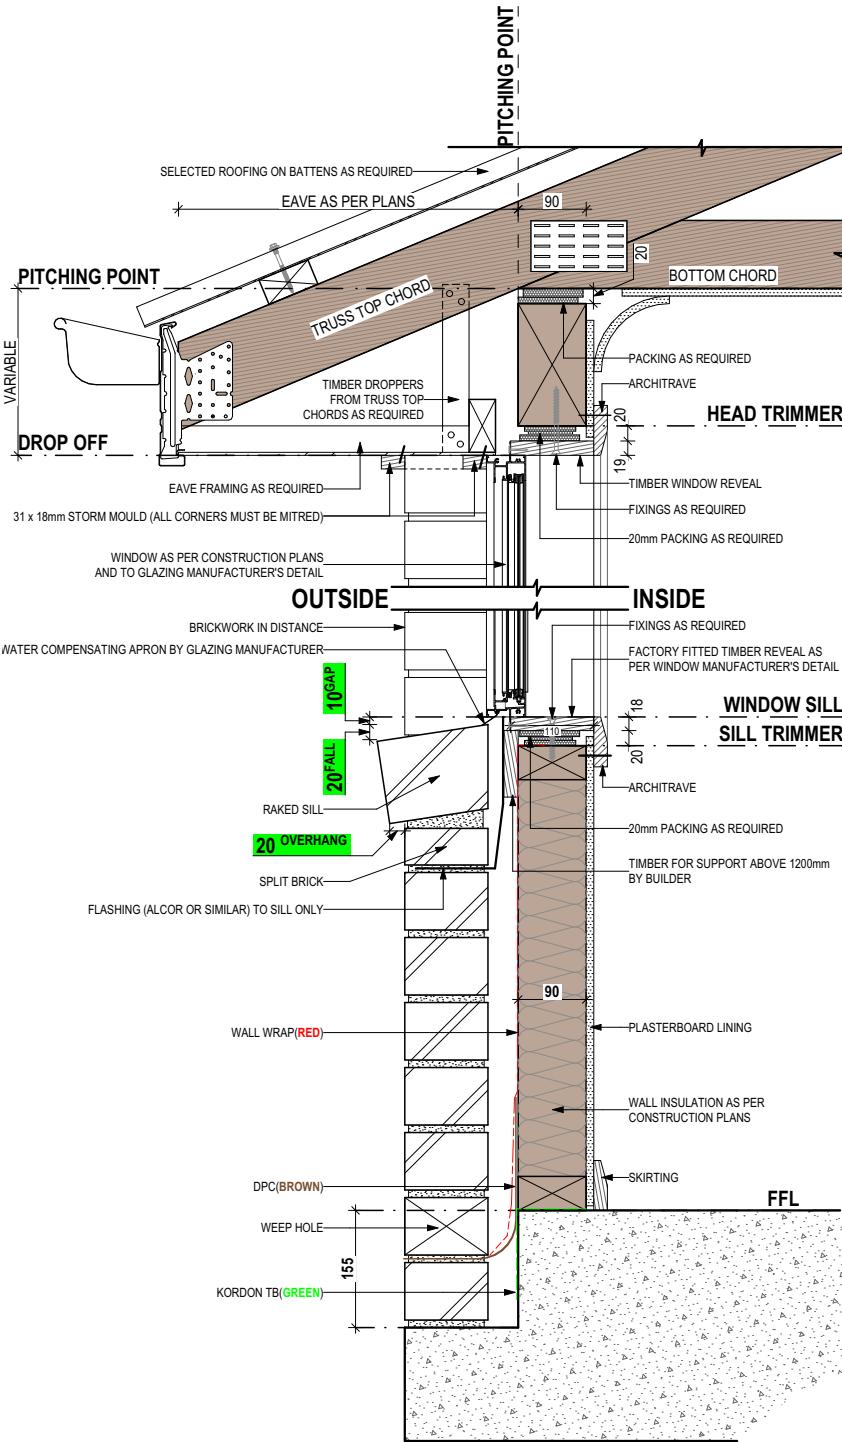 PITCHING POINT
SELECTED ROOFING ON BATTENS AS REQUIRED
EAVE AS PER PLANS
90
20
BOTTOM CHORD
PITCHING POINT
TRUSS TOP CHORD
VARIABLE
PACKING AS REQUIRED
TIMBER DROPPERS
FROM TRUSS TOP
CHORDS AS REQUIRED
ARCHITRAVE
20
HEAD TRIMMER
DROP OFF
19
EAVE FRAMING AS REQUIRED
TIMBER WINDOW REVEAL
31 x 18mm STORM MOULD (ALL CORNERS MUST BE MITRED)
FIXINGS AS REQUIRED
20mm PACKING AS REQUIRED
WINDOW AS PER CONSTRUCTION PLANS
AND TO GLAZING MANUFACTURER'S DETAIL
OUTSIDE
INSIDE
BRICKWORK IN DISTANCE
FIXINGS AS REQUIRED
WATER COMPENSATING APRON BY GLAZING MANUFACTURER
FACTORY FITTED TIMBER REVEAL AS
PER WINDOW MANUFACTURER'S DETAIL
10 GAP
18
WINDOW SILL
110
SILL TRIMMER
20 FALL
20
RAKED SILL
ARCHITRAVE
20 OVERHANG
20mm PACKING AS REQUIRED
SPLIT BRICK
TIMBER FOR SUPPORT ABOVE 1200mm
BY BUILDER
FLASHING (ALCOR OR SIMILAR) TO SILL ONLY
90
WALL WRAP(RED)
PLASTERBOARD LINING
WALL INSULATION AS PER
CONSTRUCTION PLANS
DPC(BROWN)
SKIRTING
FFL
WEEP HOLE
155
KORDON TB(GREEN)